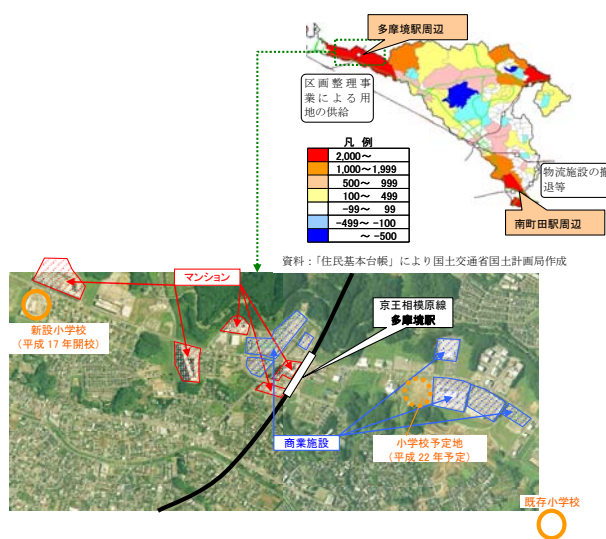 多摩境駅周辺
区画整理事
業による用
地の供給
凡 例
2,000～
1,000～1,999
500～ 999
100～ 499
-99～ 99
-499～ -100
～ -500
物流施設の撤
退等
南町田駅周辺
資料：「住民基本台帳」により国土交通省国土計画局作成
マンション
京王相模原線
多摩境駅
新設小学校
（平成 17 年開校）
商業施設
小学校予定地
（平成 22 年予定）
既存小学校